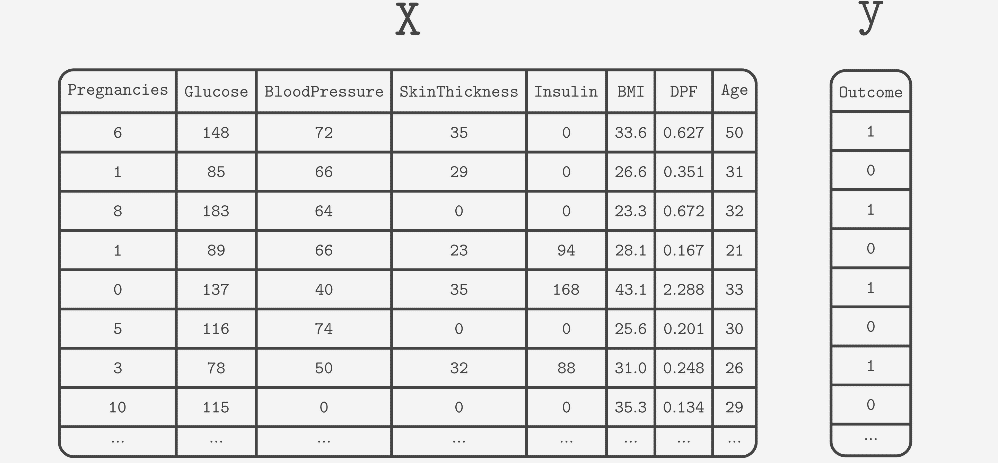 X y
Pregnancies Glucose BloodPressure SkinThickness Insulin BMI DPF Age Outcome
6 148 72 35 0 33.6 0.627 50 1
1 85 66 29 0 26.6 0.351 31 0
8 183 64 0 0 23.3 0.672 32 1
1 89 66 23 94 28.1 0.167 21 0
0 137 40 35 168 43.1 2.288 33 1
5 116 74 0 0 25.6 0.201 30 0
3 78 50 32 88 31.0 0.248 26 1
10 115 0 0 0 35.3 0.134 29 0
... ... ... ... ... ... ... ... ...